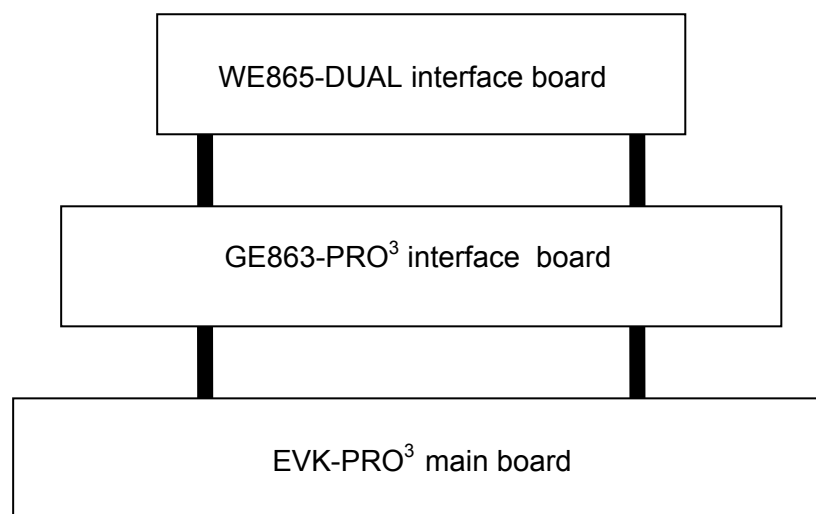 WE865-DUAL interface board
GE863-PRO³ interface board
EVK-PRO³ main board